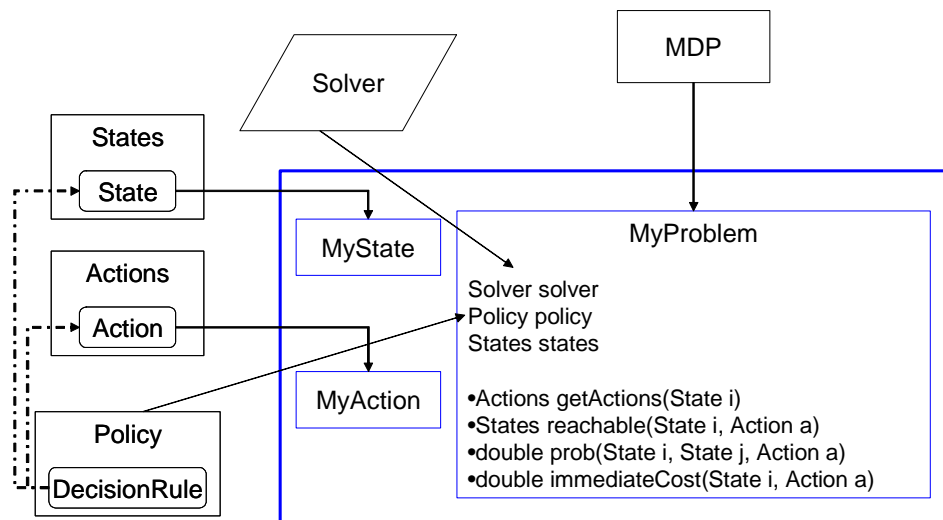 MDP
Solver
States
State
MyState
MyProblem
Actions
Action
Solver solver
Policy policy
States states
MyAction
•Actions getActions(State i)
•States reachable(State i, Action a)
•double prob(State i, State j, Action a)
•double immediateCost(State i, Action a)
Policy
DecisionRule